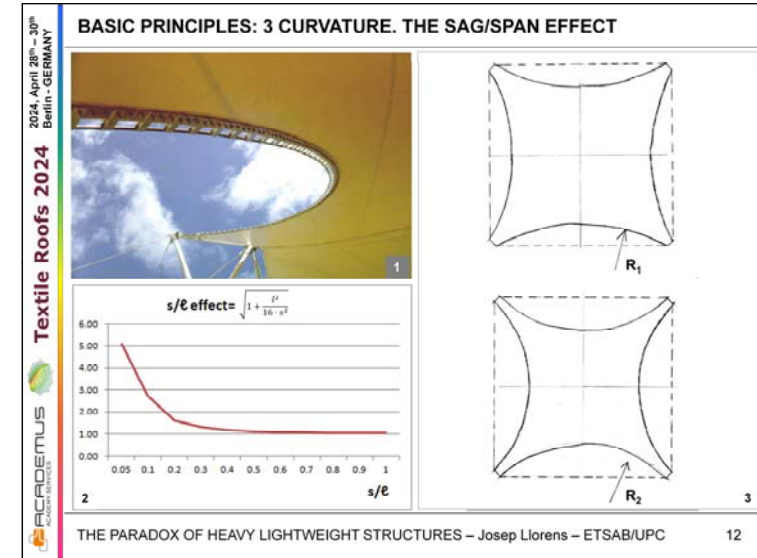 BASIC PRINCIPLES: 3 CURVATURE. THE SAG/SPAN EFFECT
2024, April 28th – 30th
Berlin - GERMANY
Textile Roofs 2024
ACADEMUS
ACADEMY SERVICES
1
s/ℓ effect= √1 + l²/16 · s²
6.00
5.00
4.00
3.00
2.00
1.00
0.00
0.05 0.1 0.2 0.3 0.4 0.5 0.6 0.7 0.8 0.9 1
s/ℓ
2
R₁
R₂
3
THE PARADOX OF HEAVY LIGHTWEIGHT STRUCTURES – Josep Llorens – ETSAB/UPC 12